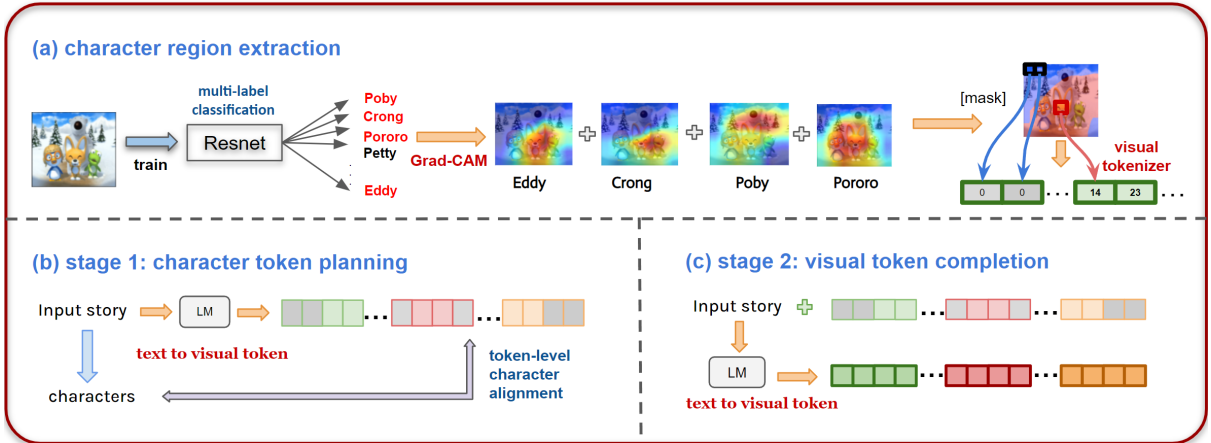 (a) character region extraction
multi-label
classification
Resnet
train
Poby
Crong
Pororo
Petty
Eddy
Grad-CAM
Eddy
Crong
Poby
Pororo
[mask]
visual
tokenizer
0 0 ... 14 23 ...
(b) stage 1: character token planning
Input story
LM
... ...
text to visual token
characters
token-level
character
alignment
(c) stage 2: visual token completion
Input story
... ...
LM
... ...
text to visual token